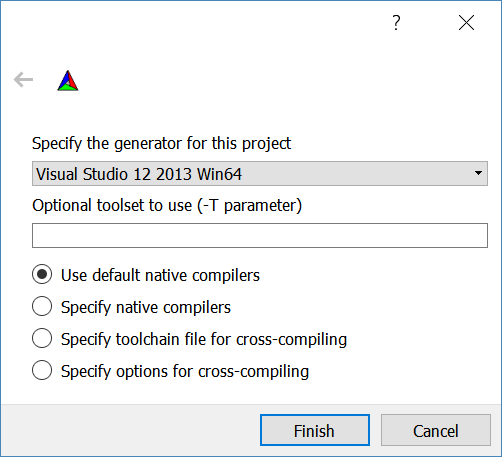 ?
Specify the generator for this project
Visual Studio 12 2013 Win64
Optional toolset to use (-T parameter)
Use default native compilers
Specify native compilers
Specify toolchain file for cross-compiling
Specify options for cross-compiling
Finish Cancel